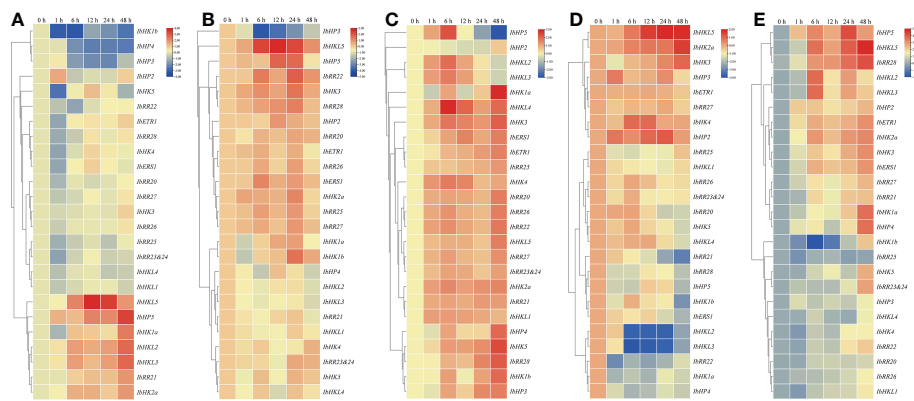 A
0 h 1 h 6 h 12 h 24 h 48 h
IbHK1b
IbHP4
IbHP3
IbHP2
IbHK5
IbRR22
IbETR1
IbRR28
IbHK4
IbERS1
IbRR20
IbRR27
IbHK3
IbRR26
IbRR25
IbRR23&24
IbHKL4
IbHKL1
IbHKL5
IbHP5
IbHK1a
IbHKL2
IbHKL3
IbRR21
IbHK2a
B
0 h 1 h 6 h 12 h 24 h 48 h
IbHP3
IbHKL5
IbHP5
IbRR22
IbHK3
IbRR28
IbHP2
IbRR20
IbETR1
IbRR26
IbERS1
IbHK2a
IbRR25
IbRR27
IbHK1a
IbHK1b
IbHP4
IbHKL2
IbHKL3
IbRR21
IbHKL1
IbHK4
IbRR23&24
IbHK5
IbHKL4
C
0 h 1 h 6 h 12 h 24 h 48 h
IbHP5
IbHP2
IbHKL2
IbHKL3
IbHK1a
IbHKL4
IbHK3
IbERS1
IbETR1
IbRR25
IbHK4
IbRR20
IbRR26
IbRR22
IbHKL5
IbRR27
IbRR23&24
IbHK2a
IbRR21
IbHKL1
IbHP4
IbHK5
IbRR28
IbHK1b
IbHP3
D
0 h 1 h 6 h 12 h 24 h 48 h
IbHKL5
IbHK2a
IbHK3
IbHP3
IbETR1
IbRR27
IbHK4
IbHP2
IbRR25
IbHKL1
IbRR26
IbRR23&24
IbRR20
IbHK5
IbHKL4
IbRR21
IbRR28
IbHP5
IbHK1b
IbERS1
IbHKL2
IbHKL3
IbRR22
IbHK1a
IbHP4
E
0 h 1 h 6 h 12 h 24 h 48 h
IbHP5
IbHKL5
IbRR28
IbHKL2
IbHKL3
IbHP2
IbETR1
IbHK2a
IbHK3
IbERS1
IbRR27
IbRR21
IbHK1a
IbHP4
IbHK1b
IbRR25
IbHK5
IbRR23&24
IbHP3
IbHKL4
IbHK4
IbRR22
IbRR20
IbRR26
IbHKL1